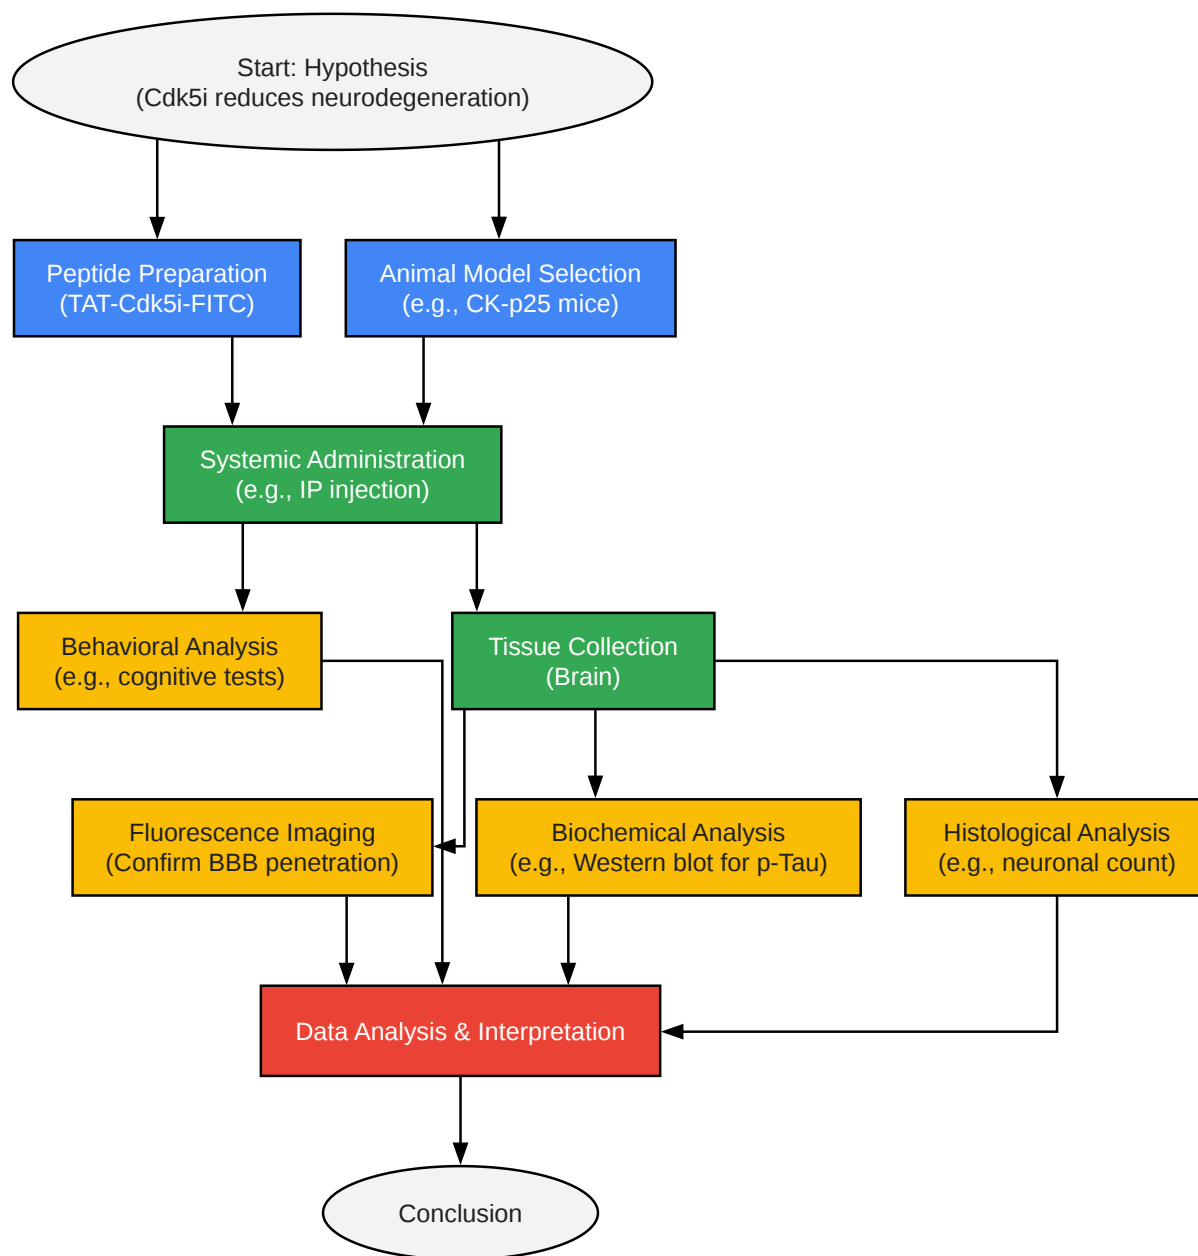 Start: Hypothesis
(Cdk5i reduces neurodegeneration)
Peptide Preparation
(TAT-Cdk5i-FITC)
Animal Model Selection
(e.g., CK-p25 mice)
Systemic Administration
(e.g., IP injection)
Behavioral Analysis
(e.g., cognitive tests)
Tissue Collection
(Brain)
Fluorescence Imaging
(Confirm BBB penetration)
Biochemical Analysis
(e.g., Western blot for p-Tau)
Histological Analysis
(e.g., neuronal count)
Data Analysis & Interpretation
Conclusion